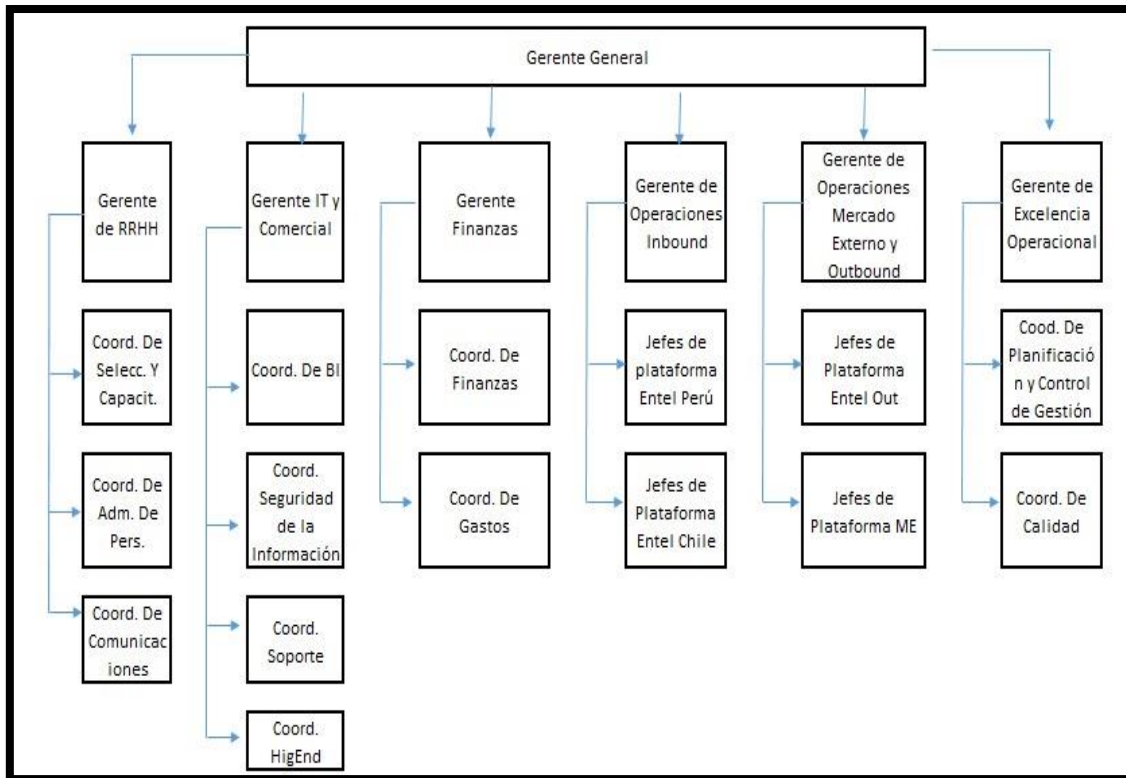 Gerente General
Gerente
de RRHH
Gerente IT y
Comercial
Gerente
Finanzas
Gerente de
Operaciones
Inbound
Gerente de
Operaciones
Mercado
Externo y
Outbound
Gerente de
Excelencia
Operacional
Coord. De
Selecc. Y
Capacit.
Coord. De BI
Coord. De
Finanzas
Jefes de
plataforma
Entel Perú
Jefes de
Plataforma
Entel Out
Cood. De
Planificació
n y Control
de Gestión
Coord. De
Adm. De
Pers.
Coord.
Seguridad
de la
Información
Coord. De
Gastos
Jefes de
Plataforma
Entel Chile
Jefes de
Plataforma ME
Coord. De
Calidad
Coord. De
Comunicac
iones
Coord.
Soporte
Coord.
HigEnd